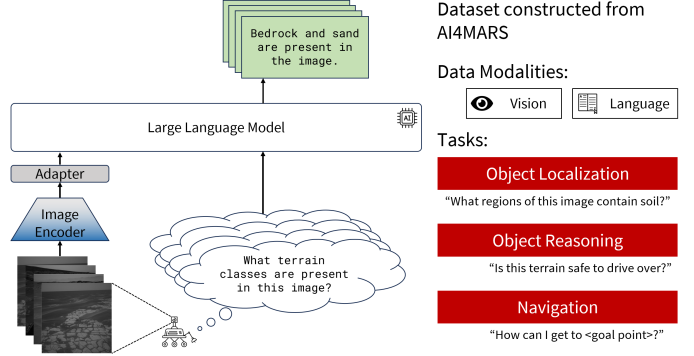 Bedrock and sand
are present in
the image.
Large Language Model
AI
Adapter
Image
Encoder
What terrain
classes are present
in this image?
Dataset constructed from
AI4MARS
Data Modalities:
Vision
Language
Tasks:
Object Localization
“What regions of this image contain soil?”
Object Reasoning
“Is this terrain safe to drive over?”
Navigation
“How can I get to <goal point>?”